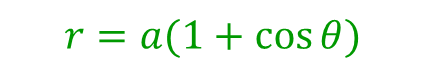 r = a(1 + cos θ)